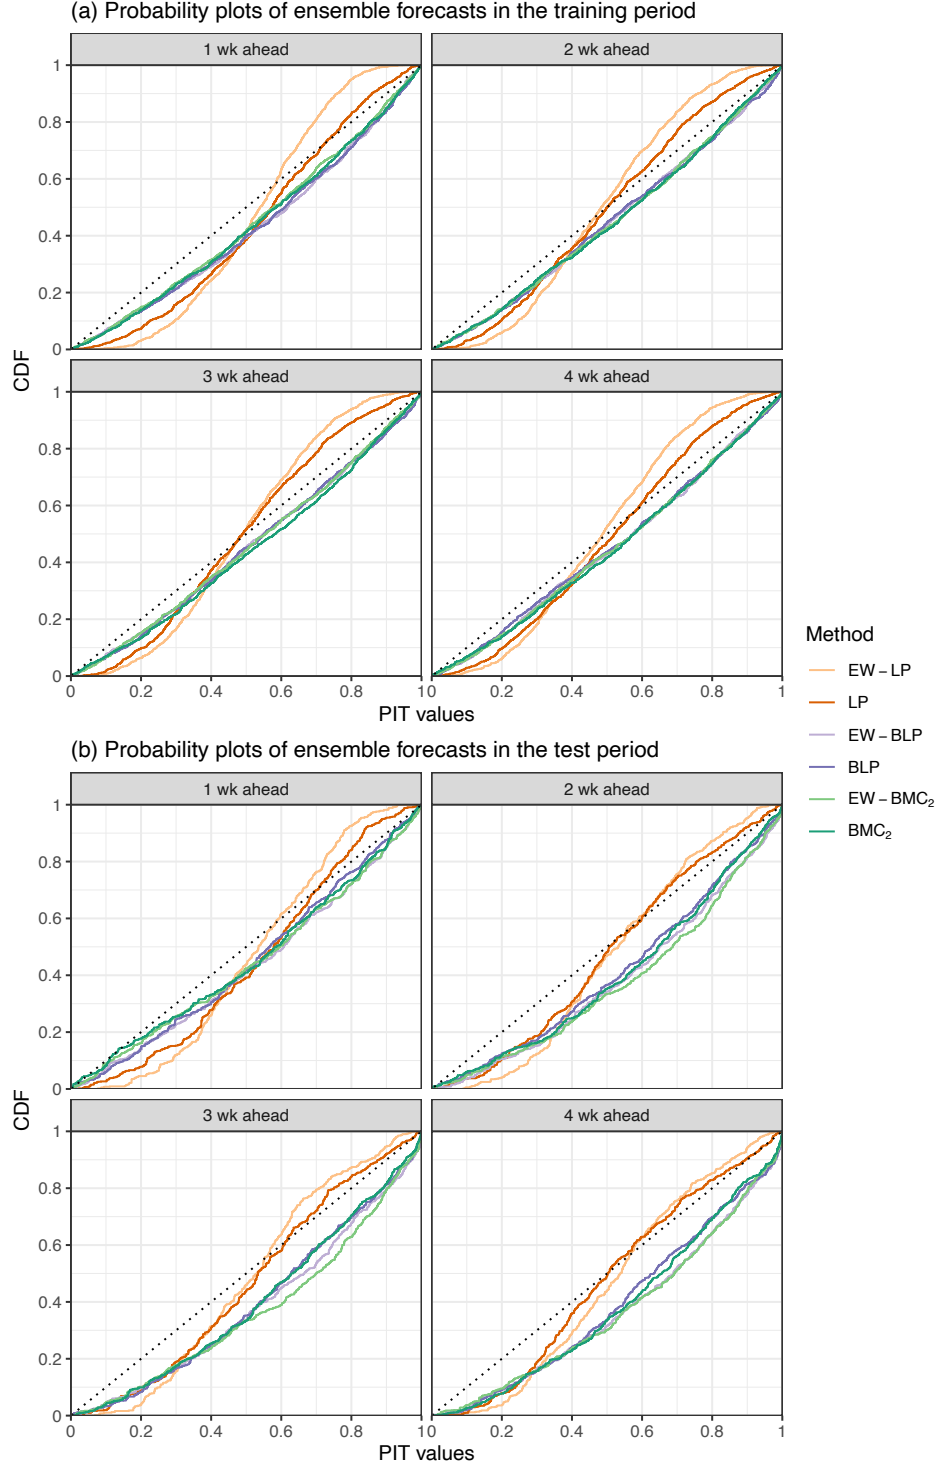 (a) Probability plots of ensemble forecasts in the training period
1 wk ahead
2 wk ahead
1
0.8
0.6
0.4
0.2
0
3 wk ahead
4 wk ahead
1
0.8
0.6
0.4
0.2
0
CDF
0 0.2 0.4 0.6 0.8 1 0 0.2 0.4 0.6 0.8 1
PIT values
(b) Probability plots of ensemble forecasts in the test period
1 wk ahead
2 wk ahead
1
0.8
0.6
0.4
0.2
0
3 wk ahead
4 wk ahead
1
0.8
0.6
0.4
0.2
0
CDF
0 0.2 0.4 0.6 0.8 1 0 0.2 0.4 0.6 0.8 1
PIT values
Method
EW – LP
LP
EW – BLP
BLP
EW – BMC₂
BMC₂